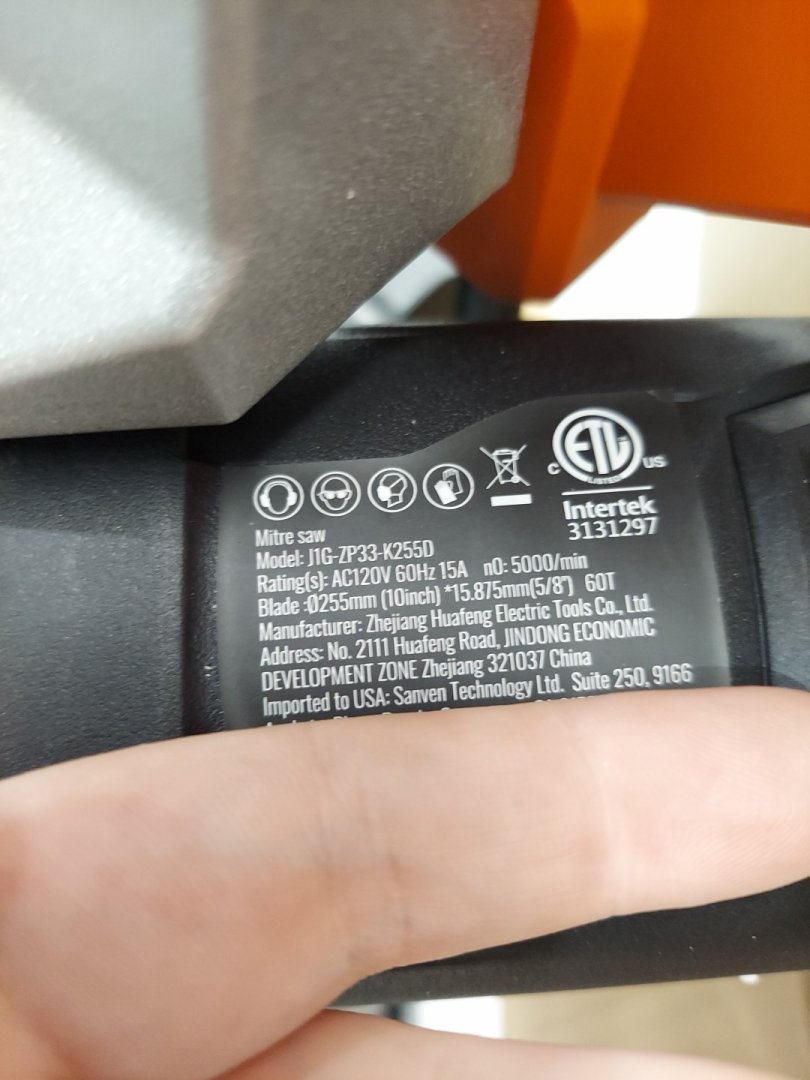 ETL
LISTED
C
US
Intertek
3131297
Mitre saw
Model: J1G-ZP33-K255D
Rating(s): AC120V 60Hz 15A n0: 5000/min
Blade :Ø255mm (10inch) *15.875mm(5/8") 60T
Manufacturer: Zhejiang Huafeng Electric Tools Co., Ltd.
Address: No. 2111 Huafeng Road, JINDONG ECONOMIC
DEVELOPMENT ZONE Zhejiang 321037 China
Imported to USA: Sanven Technology Ltd. Suite 250, 9166